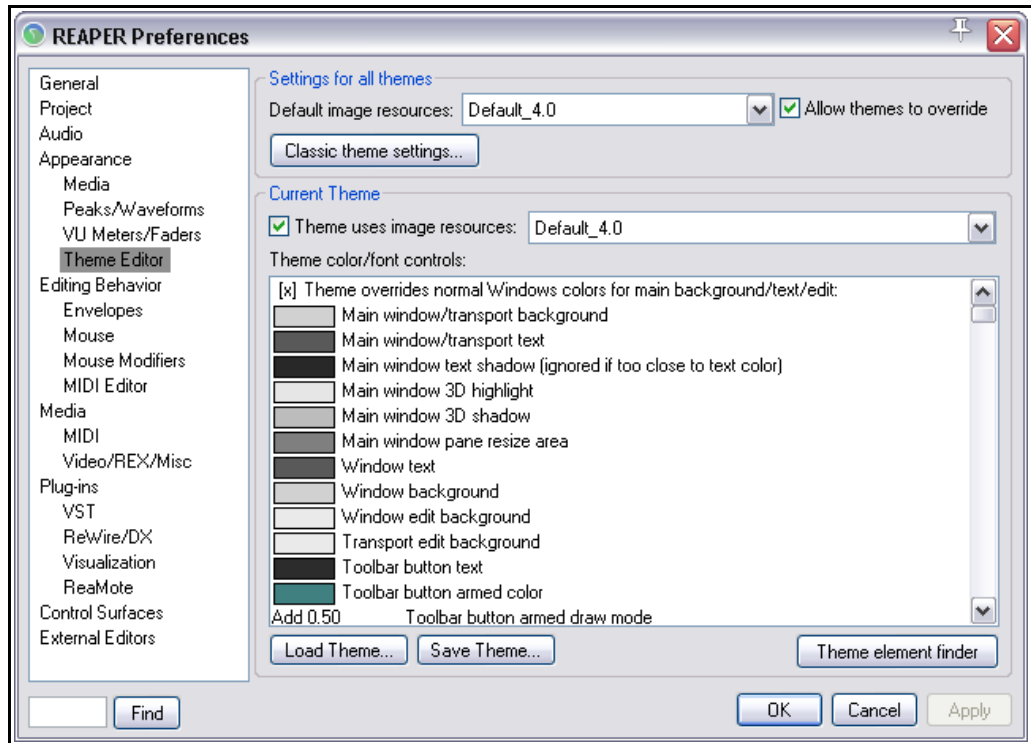 REAPER Preferences
General
Project
Audio
Appearance
Media
Peaks/Waveforms
VU Meters/Faders
Theme Editor
Editing Behavior
Envelopes
Mouse
Mouse Modifiers
MIDI Editor
Media
MIDI
Video/REX/Misc
Plug-ins
VST
ReWire/DX
Visualization
ReaMote
Control Surfaces
External Editors
Find
Settings for all themes
Default image resources: Default_4.0 Allow themes to override
Classic theme settings...
Current Theme
Theme uses image resources: Default_4.0
Theme color/font controls:
[x] Theme overrides normal Windows colors for main background/text/edit:
Main window/transport background
Main window/transport text
Main window text shadow (ignored if too close to text color)
Main window 3D highlight
Main window 3D shadow
Main window pane resize area
Window text
Window background
Window edit background
Transport edit background
Toolbar button text
Toolbar button armed color
Add 0.50 Toolbar button armed draw mode
Load Theme... Save Theme... Theme element finder
OK Cancel Apply